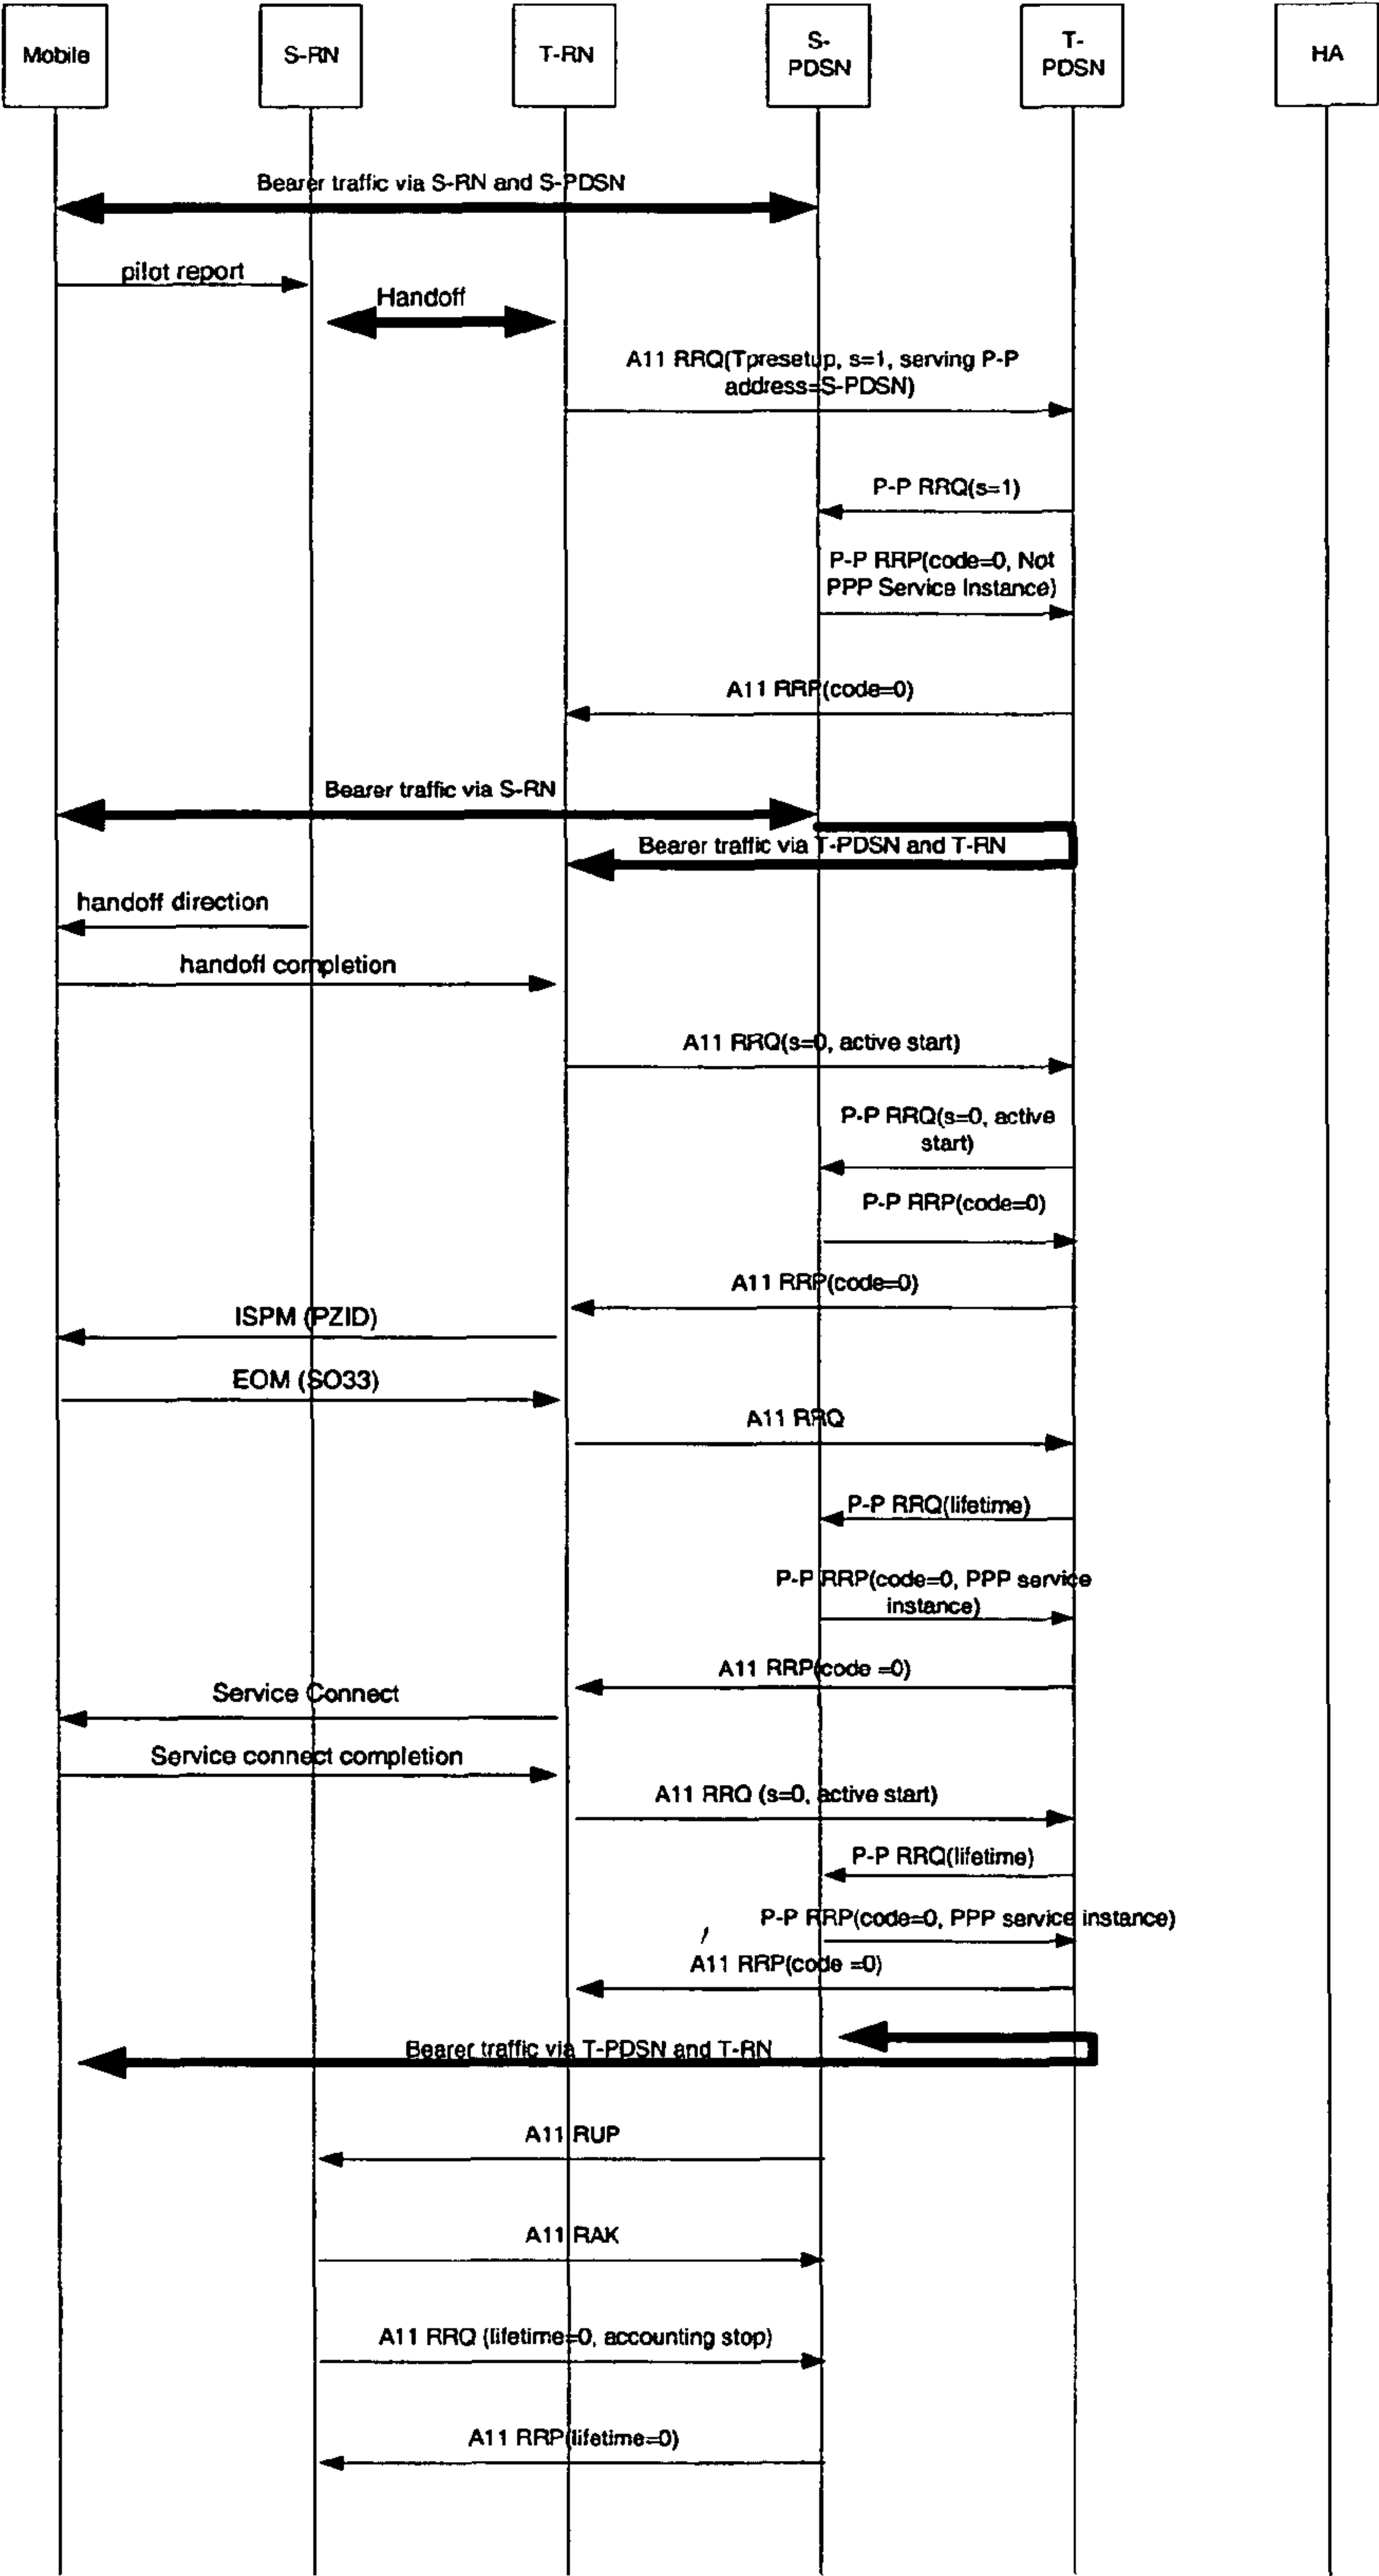 Mobile
S-RN
T-RN
S-
PDSN
T-
PDSN
HA
Bearer traffic via S-RN and S-PDSN
pilot report
Handoff
A11 RRQ(Tpresetup, s=1, serving P-P
address=S-PDSN)
P-P RRQ(s=1)
P-P RRP(code=0, Not
PPP Service Instance)
A11 RRP(code=0)
Bearer traffic via S-RN
Bearer traffic via T-PDSN and T-RN
handoff direction
handoff completion
A11 RRQ(s=0, active start)
P-P RRQ(s=0, active
start)
P-P RRP(code=0)
A11 RRP(code=0)
ISPM (PZID)
EOM (SO33)
A11 RRQ
P-P RRQ(lifetime)
P-P RRP(code=0, PPP service
instance)
A11 RRP(code =0)
Service Connect
Service connect completion
A11 RRQ (s=0, active start)
P-P RRQ(lifetime)
P-P RRP(code=0, PPP service instance)
A11 RRP(code =0)
Bearer traffic via T-PDSN and T-RN
A11 RUP
A11 RAK
A11 RRQ (lifetime=0, accounting stop)
A11 RRP(lifetime=0)